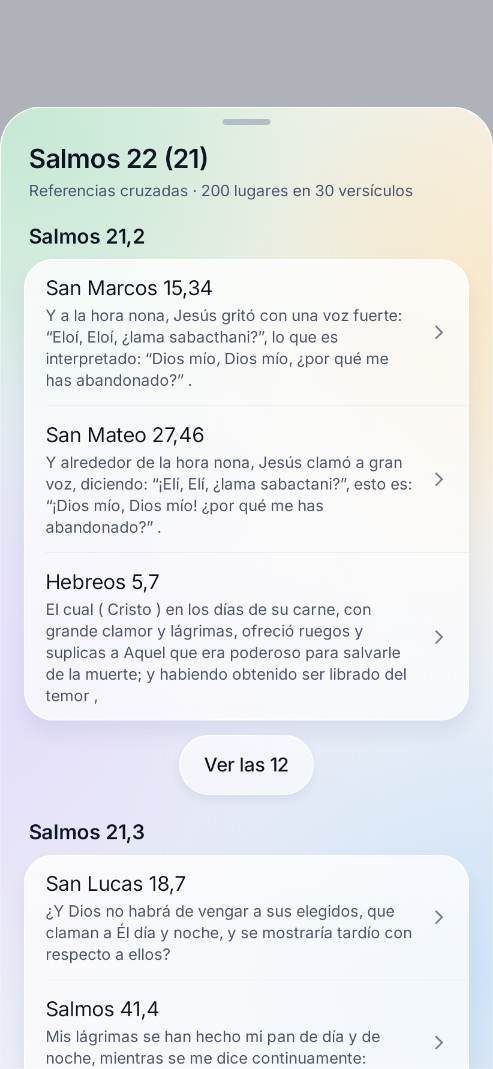 Salmos 22 (21)
Referencias cruzadas · 200 lugares en 30 versículos
Salmos 21,2
San Marcos 15,34
Y a la hora nona, Jesús gritó con una voz fuerte:
“Eloí, Eloí, ¿lama sabacthani?”, lo que es
interpretado: “Dios mío, Dios mío, ¿por qué me
has abandonado?” .
San Mateo 27,46
Y alrededor de la hora nona, Jesús clamó a gran
voz, diciendo: “¡Elí, Elí, ¿lama sabactani?”, esto es:
“¡Dios mío, Dios mío! ¿por qué me has
abandonado?” .
Hebreos 5,7
El cual ( Cristo ) en los días de su carne, con
grande clamor y lágrimas, ofreció ruegos y
suplicas a Aquel que era poderoso para salvarle
de la muerte; y habiendo obtenido ser librado del
temor ,
Ver las 12
Salmos 21,3
San Lucas 18,7
¿Y Dios no habrá de vengar a sus elegidos, que
claman a Él día y noche, y se mostraría tardío con
respecto a ellos?
Salmos 41,4
Mis lágrimas se han hecho mi pan de día y de
noche, mientras se me dice continuamente: